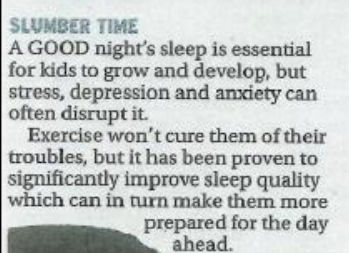 SLUMBER TIME
A GOOD night's sleep is essential
for kids to grow and develop, but
stress, depression and anxiety can
often disrupt it.
Exercise won't cure them of their
troubles, but it has been proven to
significantly improve sleep quality
which can in turn make them more
prepared for the day
ahead.